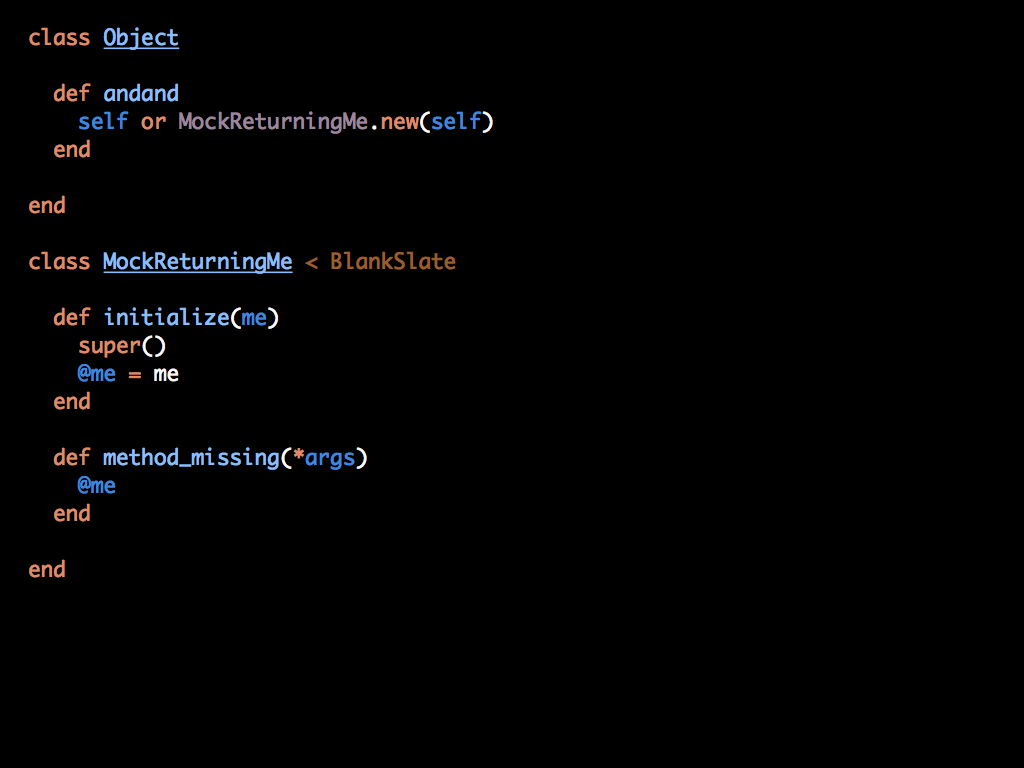 class Object
def andand
self or MockReturningMe.new(self)
end
end
class MockReturningMe < BlankSlate
def initialize(me)
super()
@me = me
end
def method_missing(*args)
@me
end
end